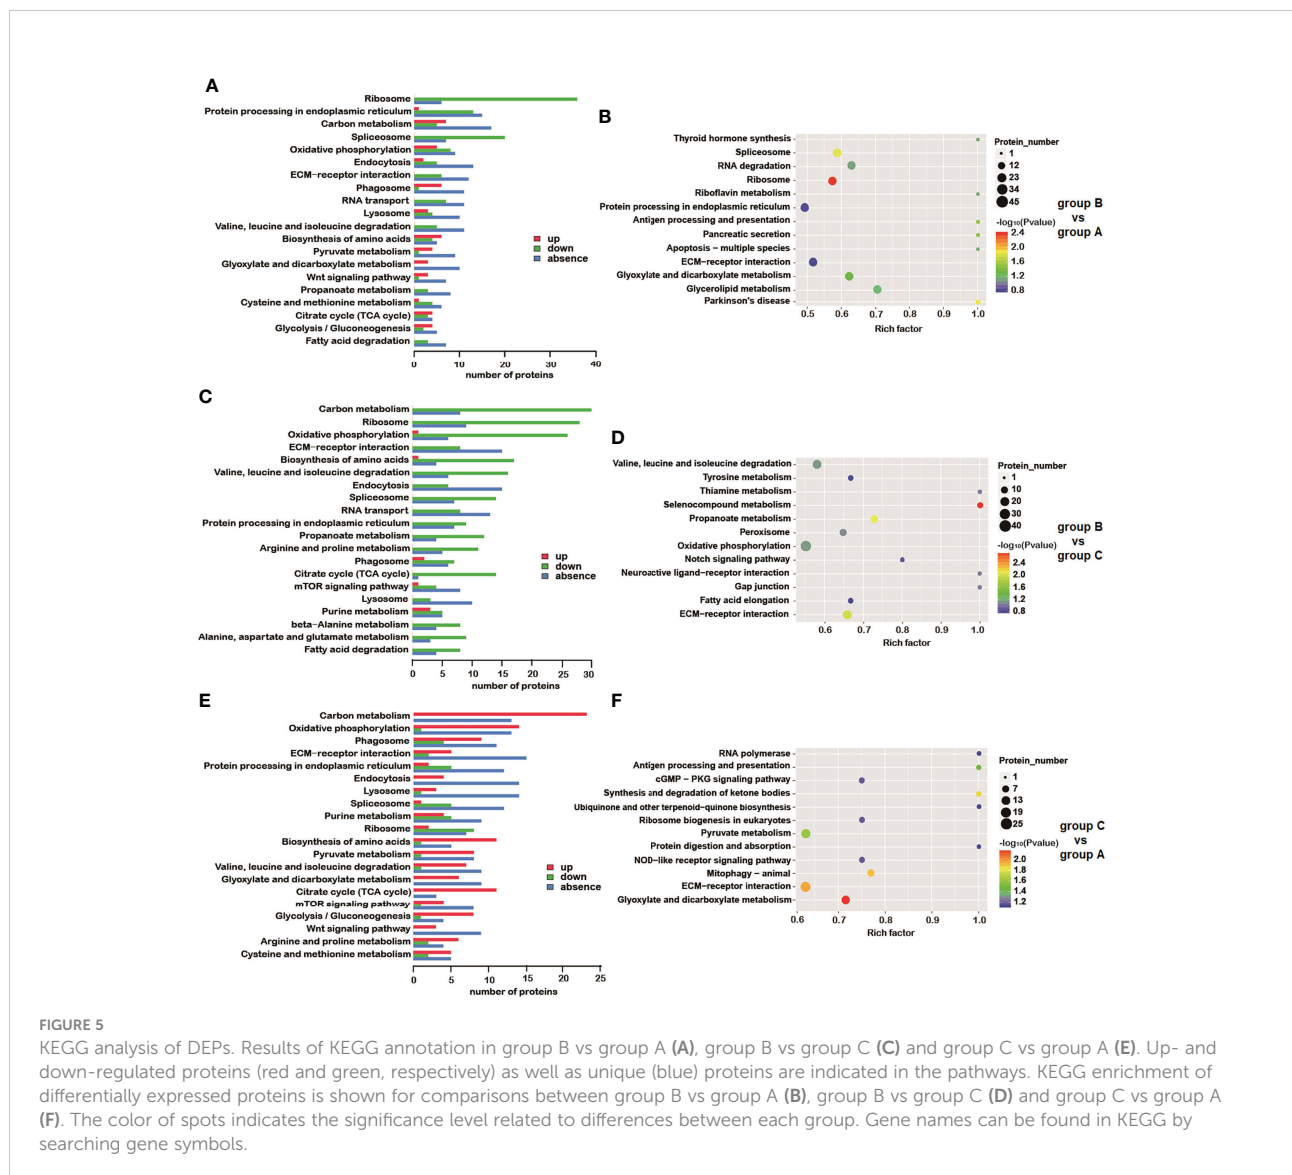 A
Ribosome
Protein processing in endoplasmic reticulum
Carbon metabolism
Spliceosome
Oxidative phosphorylation
Endocytosis
ECM−receptor interaction
Phagosome
RNA transport
Lysosome
Valine, leucine and isoleucine degradation
Biosynthesis of amino acids
Pyruvate metabolism
Glyoxylate and dicarboxylate metabolism
Wnt signaling pathway
Propanoate metabolism
Cysteine and methionine metabolism
Citrate cycle (TCA cycle)
Glycolysis / Gluconeogenesis
Fatty acid degradation
up
down
absence
0 10 20 30 40
number of proteins
B
Thyroid hormone synthesis
Spliceosome
RNA degradation
Ribosome
Riboflavin metabolism
Protein processing in endoplasmic reticulum
Antigen processing and presentation
Pancreatic secretion
Apoptosis − multiple species
ECM−receptor interaction
Glyoxylate and dicarboxylate metabolism
Glycerolipid metabolism
Parkinson's disease
0.5 0.6 0.7 0.8 0.9 1.0
Rich factor
Protein_number
1
12
23
34
45
-log10(Pvalue)
2.4
2.0
1.6
1.2
0.8
group B
vs
group A
C
Carbon metabolism
Ribosome
Oxidative phosphorylation
ECM−receptor interaction
Biosynthesis of amino acids
Valine, leucine and isoleucine degradation
Endocytosis
Spliceosome
RNA transport
Protein processing in endoplasmic reticulum
Propanoate metabolism
Arginine and proline metabolism
Phagosome
Citrate cycle (TCA cycle)
mTOR signaling pathway
Lysosome
Purine metabolism
beta−Alanine metabolism
Alanine, aspartate and glutamate metabolism
Fatty acid degradation
up
down
absence
0 5 10 15 20 25 30
number of proteins
D
Valine, leucine and isoleucine degradation
Tyrosine metabolism
Thiamine metabolism
Selenocompound metabolism
Propanoate metabolism
Peroxisome
Oxidative phosphorylation
Notch signaling pathway
Neuroactive ligand−receptor interaction
Gap junction
Fatty acid elongation
ECM−receptor interaction
0.6 0.7 0.8 0.9 1.0
Rich factor
Protein_number
1
10
20
30
40
-log10(Pvalue)
2.4
2.0
1.6
1.2
0.8
group B
vs
group C
E
Carbon metabolism
Oxidative phosphorylation
Phagosome
ECM−receptor interaction
Protein processing in endoplasmic reticulum
Endocytosis
Lysosome
Spliceosome
Purine metabolism
Ribosome
Biosynthesis of amino acids
Pyruvate metabolism
Valine, leucine and isoleucine degradation
Glyoxylate and dicarboxylate metabolism
Citrate cycle (TCA cycle)
mTOR signaling pathway
Glycolysis / Gluconeogenesis
Wnt signaling pathway
Arginine and proline metabolism
Cysteine and methionine metabolism
up
down
absence
0 5 10 15 20 25
number of proteins
F
RNA polymerase
Antigen processing and presentation
cGMP − PKG signaling pathway
Synthesis and degradation of ketone bodies
Ubiquinone and other terpenoid−quinone biosynthesis
Ribosome biogenesis in eukaryotes
Pyruvate metabolism
Protein digestion and absorption
NOD−like receptor signaling pathway
Mitophagy − animal
ECM−receptor interaction
Glyoxylate and dicarboxylate metabolism
0.6 0.7 0.8 0.9 1.0
Rich factor
Protein_number
1
7
13
19
25
-log10(Pvalue)
2.0
1.8
1.6
1.4
1.2
group C
vs
group A
FIGURE 5
KEGG analysis of DEPs. Results of KEGG annotation in group B vs group A (A), group B vs group C (C) and group C vs group A (E). Up- and
down-regulated proteins (red and green, respectively) as well as unique (blue) proteins are indicated in the pathways. KEGG enrichment of
differentially expressed proteins is shown for comparisons between group B vs group A (B), group B vs group C (D) and group C vs group A
(F). The color of spots indicates the significance level related to differences between each group. Gene names can be found in KEGG by
searching gene symbols.